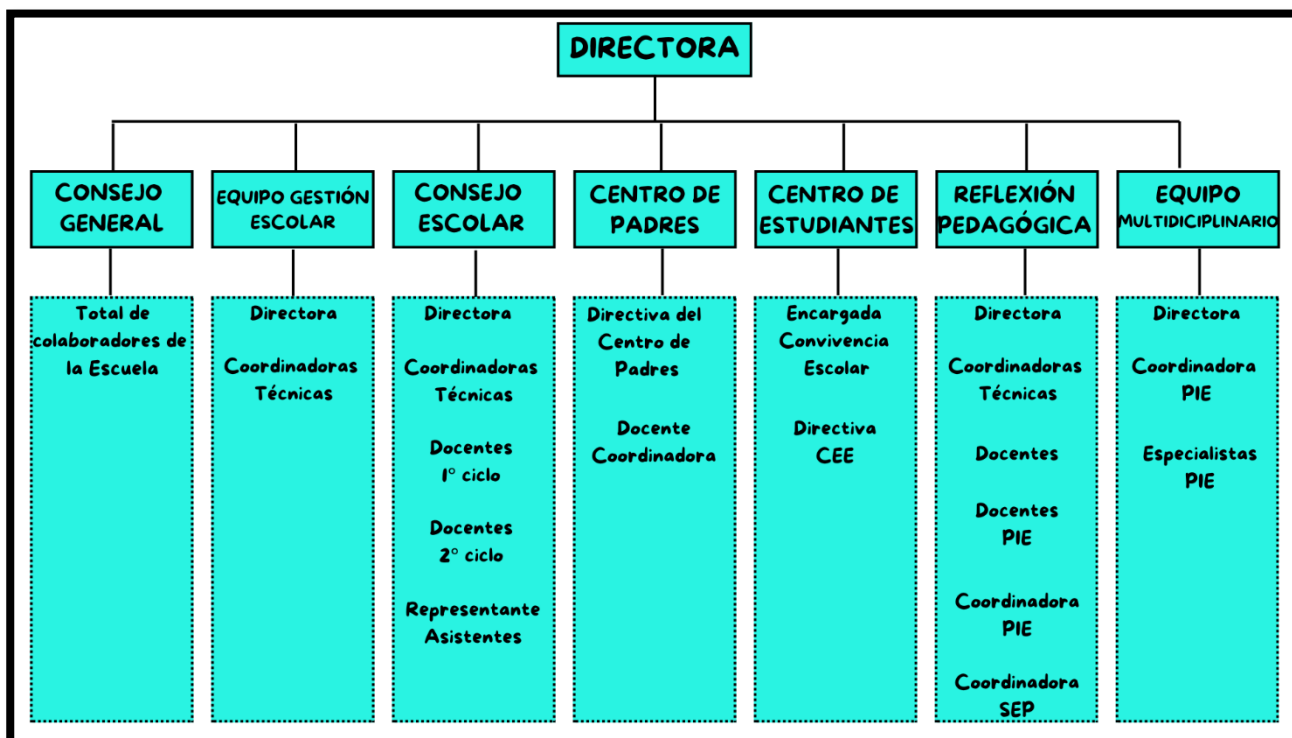 DIRECTORA
CONSEJO
GENERAL
EQUIPO GESTIÓN
ESCOLAR
CONSEJO
ESCOLAR
CENTRO DE
PADRES
CENTRO DE
ESTUDIANTES
REFLEXIÓN
PEDAGÓGICA
EQUIPO
MULTIDICIPLINARIO
Total de
colaboradores de
la Escuela
Directora
Coordinadoras
Técnicas
Directora
Coordinadoras
Técnicas
Docentes
1° ciclo
Docentes
2° ciclo
Representante
Asistentes
Directiva del
Centro de
Padres
Docente
Coordinadora
Encargada
Convivencia
Escolar
Directiva
CEE
Directora
Coordinadoras
Técnicas
Docentes
Docentes
PIE
Coordinadora
PIE
Coordinadora
SEP
Directora
Coordinadora
PIE
Especialistas
PIE